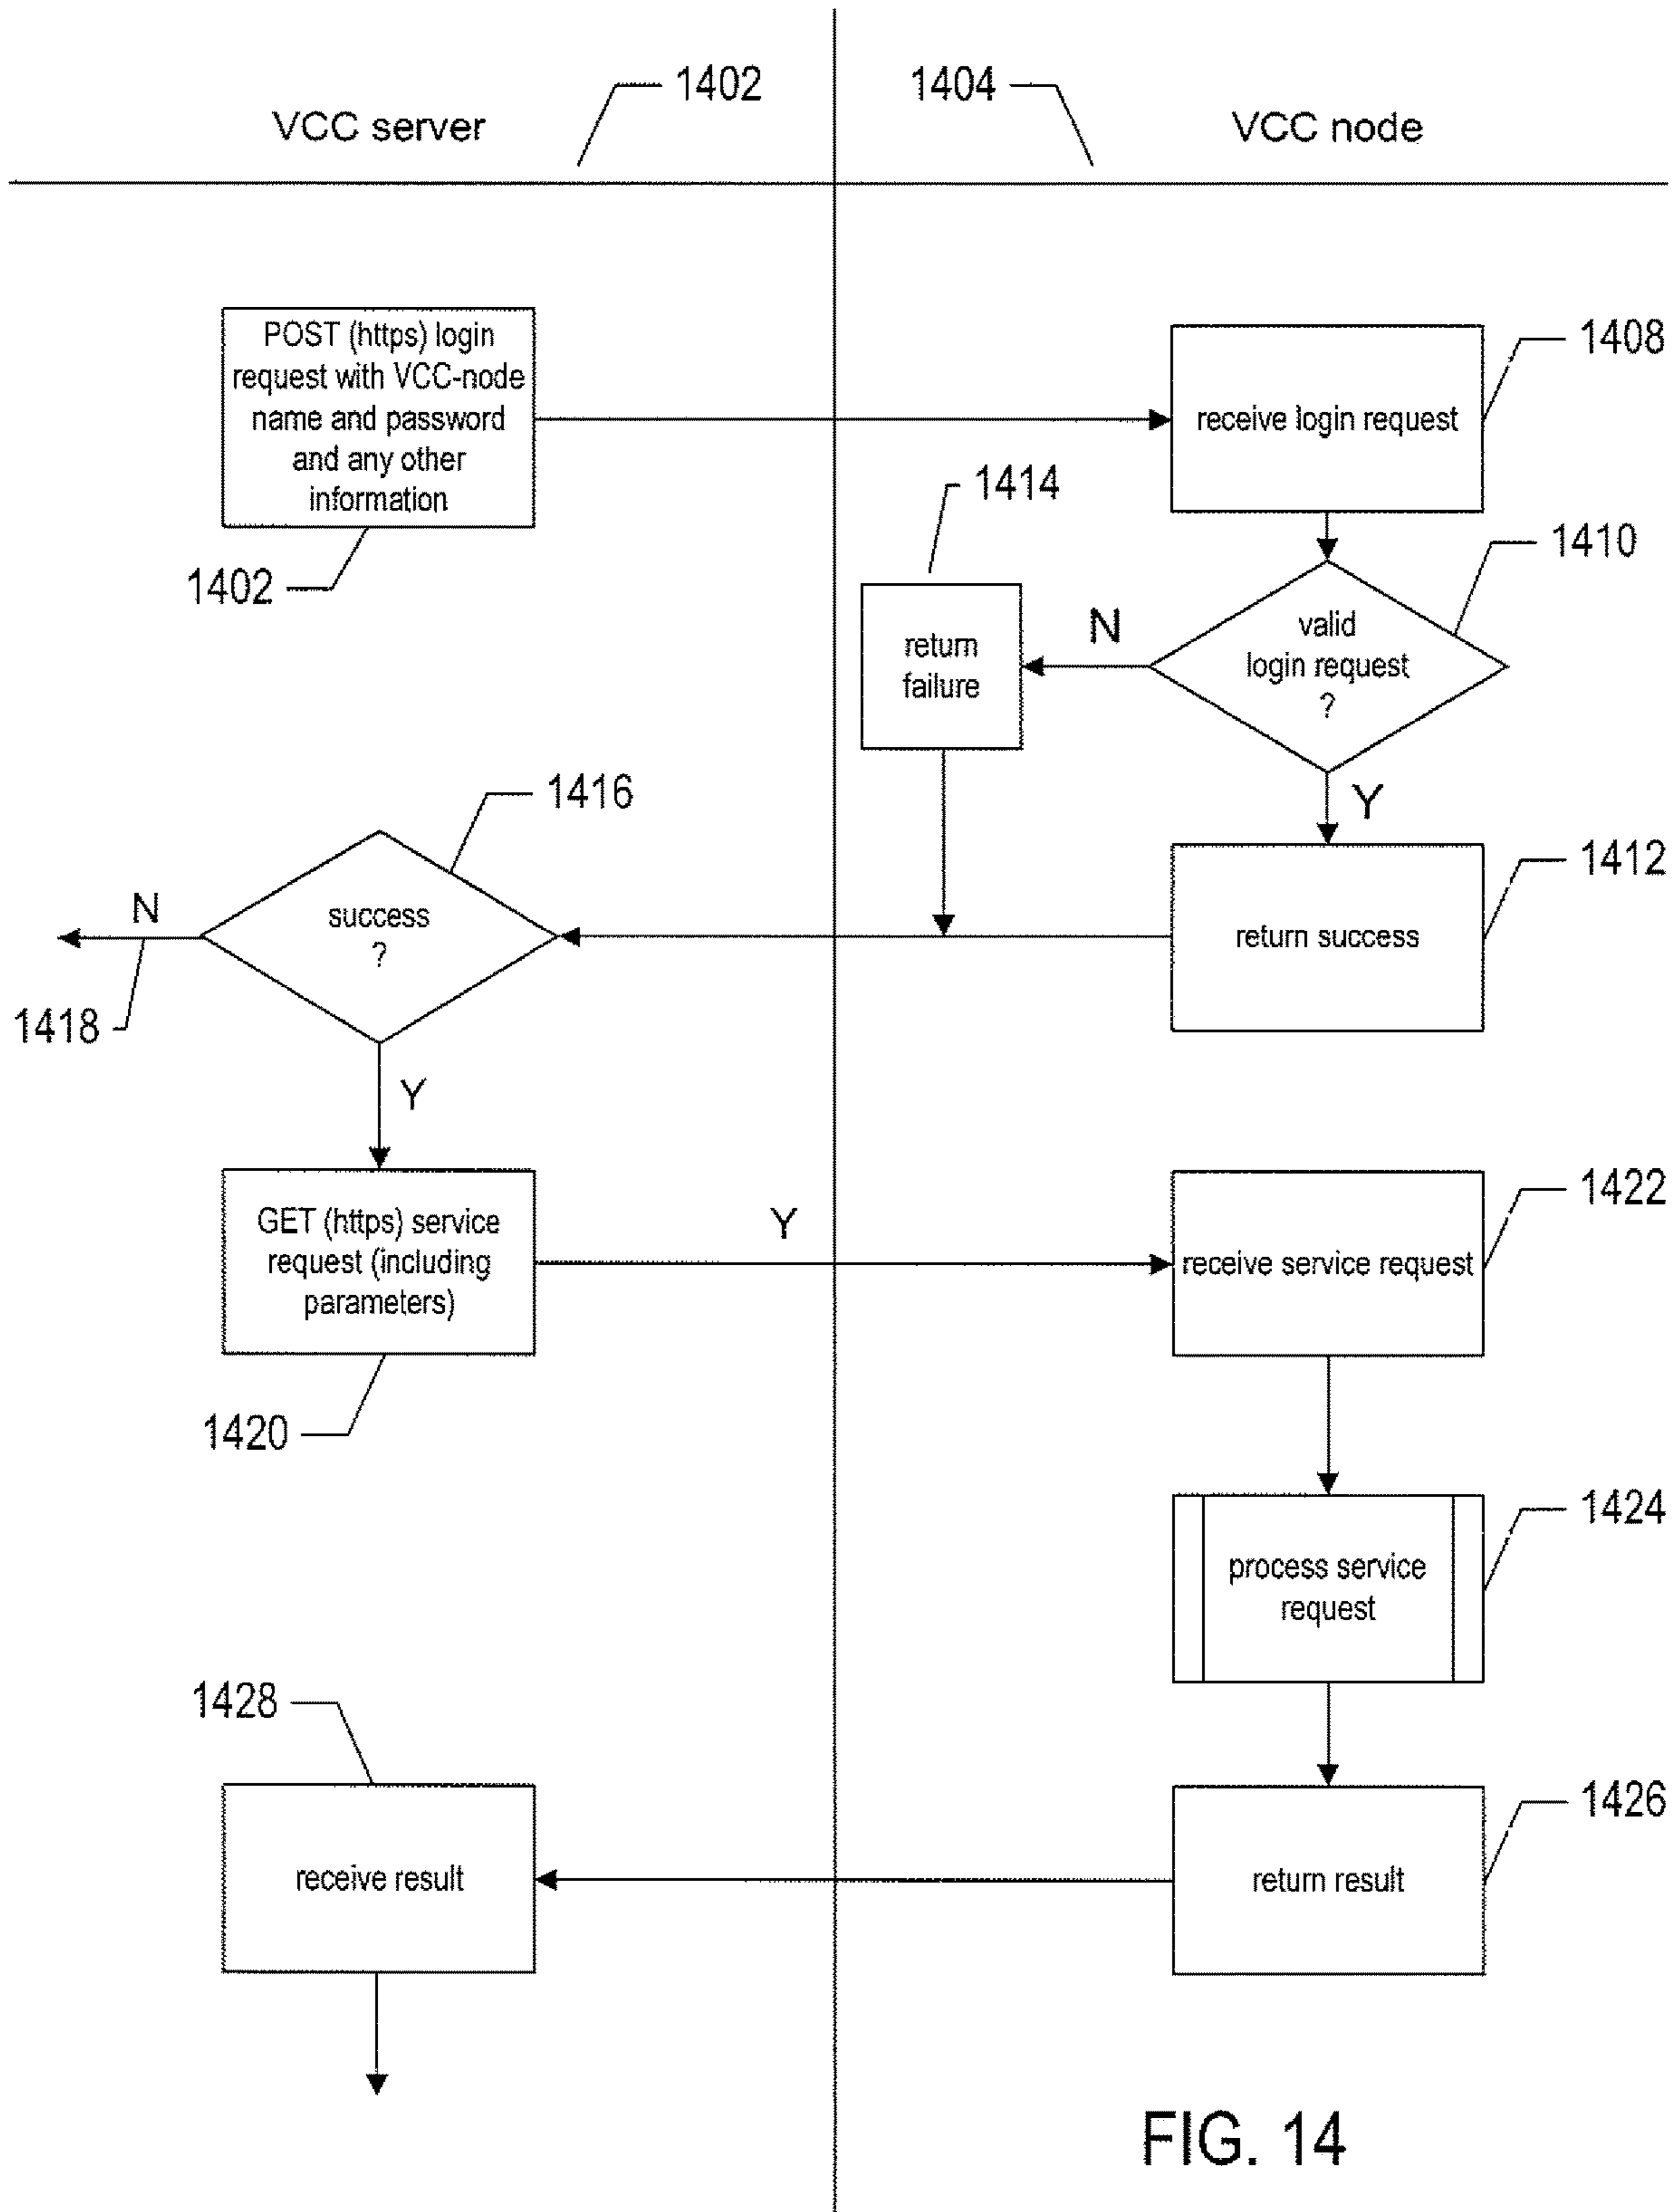 1402
1404
VCC server
VCC node
POST (https) login
request with VCC-node
name and password
and any other
information
1402
1408
receive login request
1414
1410
return
failure
N
valid
login request
?
Y
1416
1412
N
success
?
return success
1418
Y
GET (https) service
request (including
parameters)
Y
1422
receive service request
1420
1424
process service
request
1428
1426
receive result
return result
FIG. 14